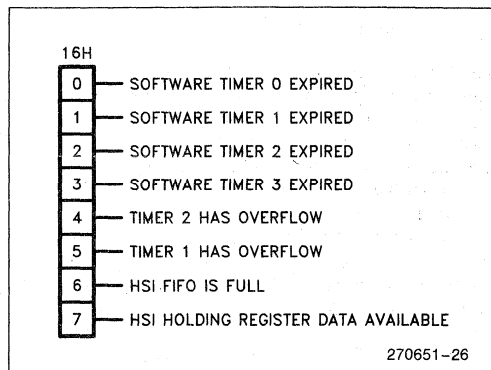 16H
0 SOFTWARE TIMER 0 EXPIRED
1 SOFTWARE TIMER 1 EXPIRED
2 SOFTWARE TIMER 2 EXPIRED
3 SOFTWARE TIMER 3 EXPIRED
4 TIMER 2 HAS OVERFLOW
5 TIMER 1 HAS OVERFLOW
6 HSI FIFO IS FULL
7 HSI HOLDING REGISTER DATA AVAILABLE
270651-26